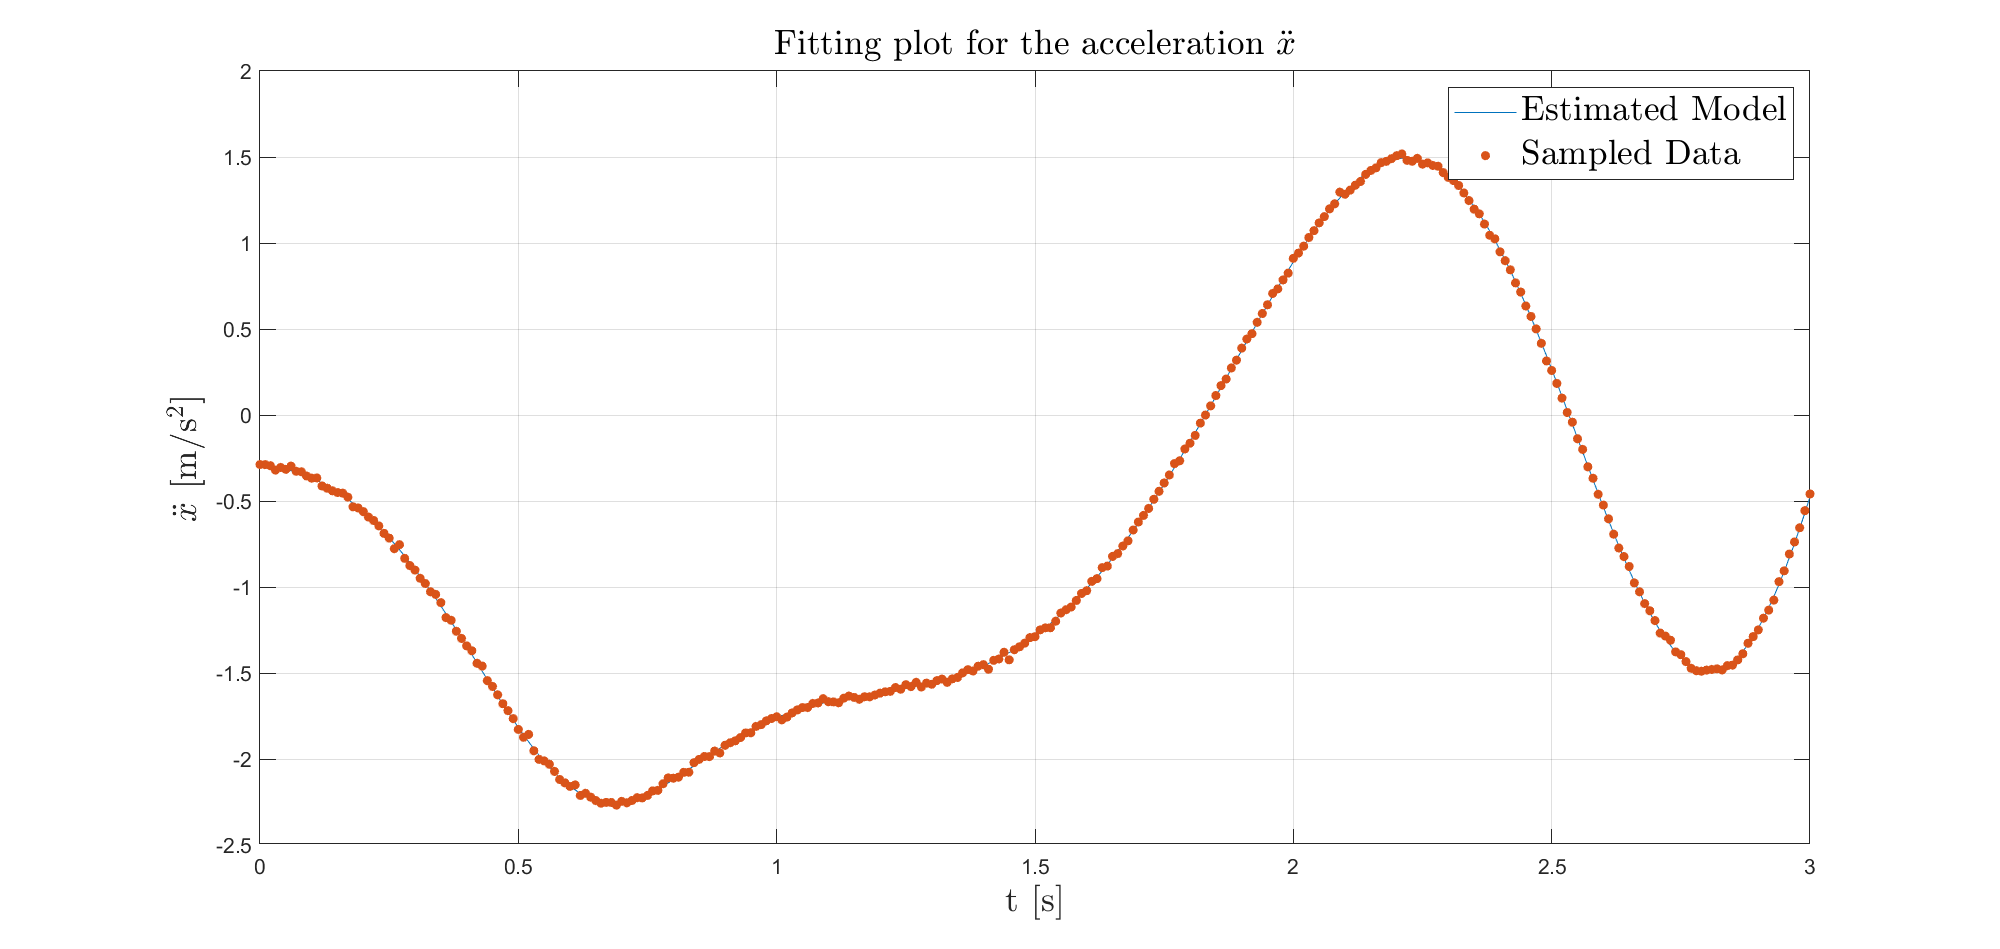 Fitting plot for the acceleration ẍ
Estimated Model
Sampled Data
2
1.5
1
0.5
0
-0.5
-1
-1.5
-2
-2.5
ẍ [m/s²]
0 0.5 1 1.5 2 2.5 3
t [s]